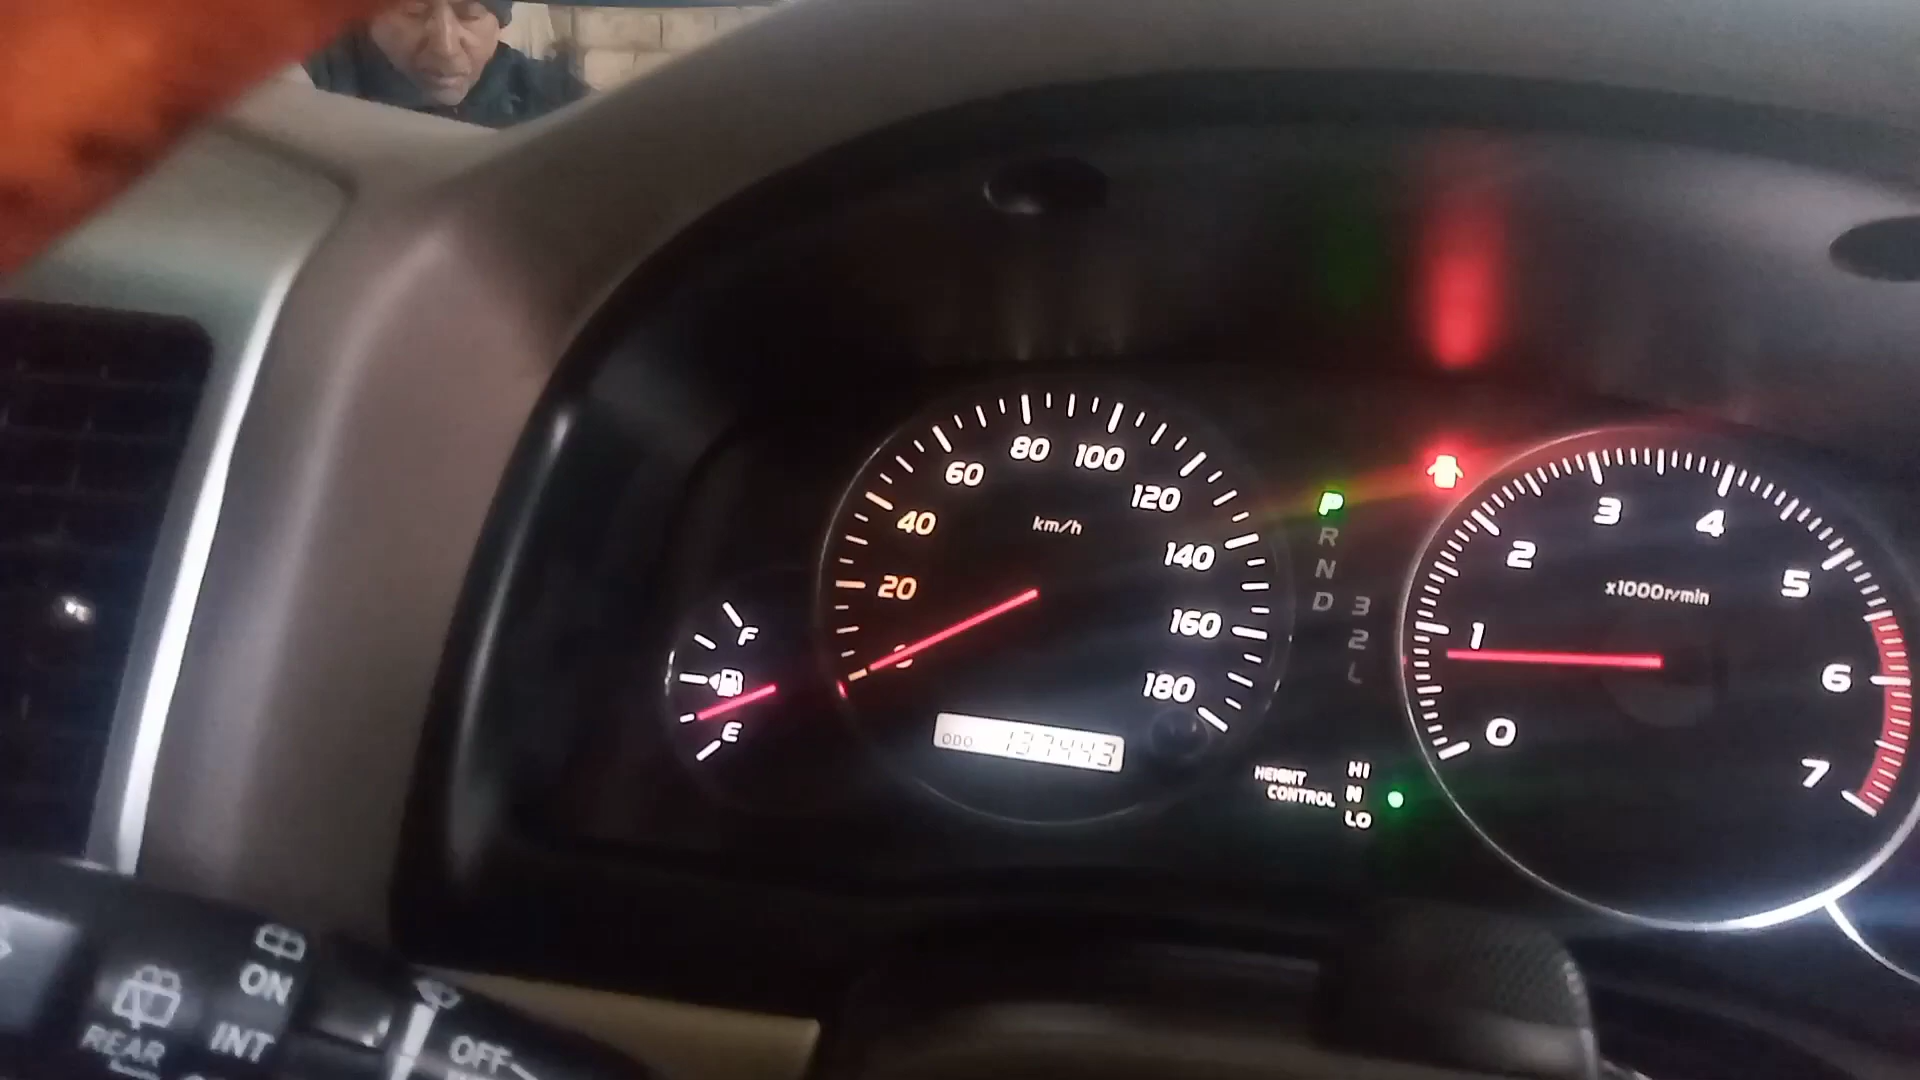 80
100
60
120
40
km/h
140
20
160
180
ODO 137443
F
E
P
R
N
D 3
2
L
HEIGHT
CONTROL
HI
N
LO
3
4
2
5
x1000r/min
1
6
0
7
ON
INT
REAR
OFF